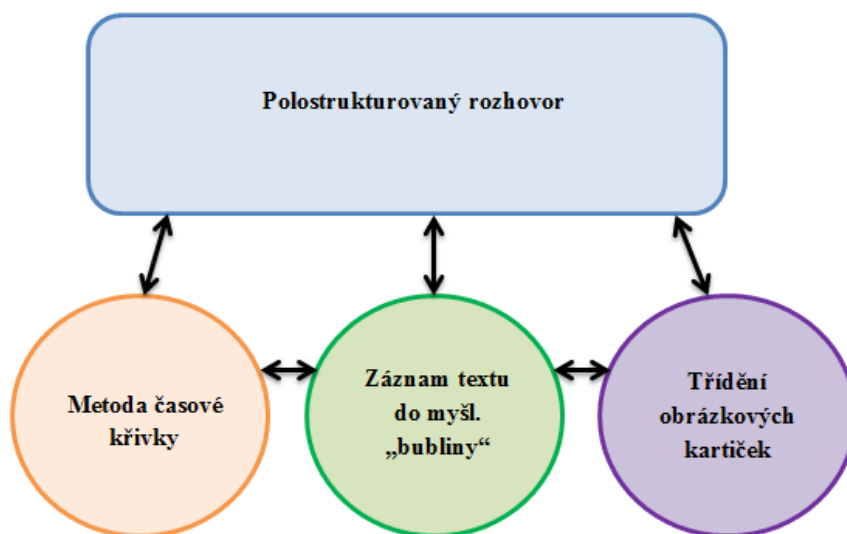 Polostrukturovaný rozhovor
Metoda časové
křivky
Záznam textu
do myšl.
„bubliny“
Třídění
obrázkových
kartiček